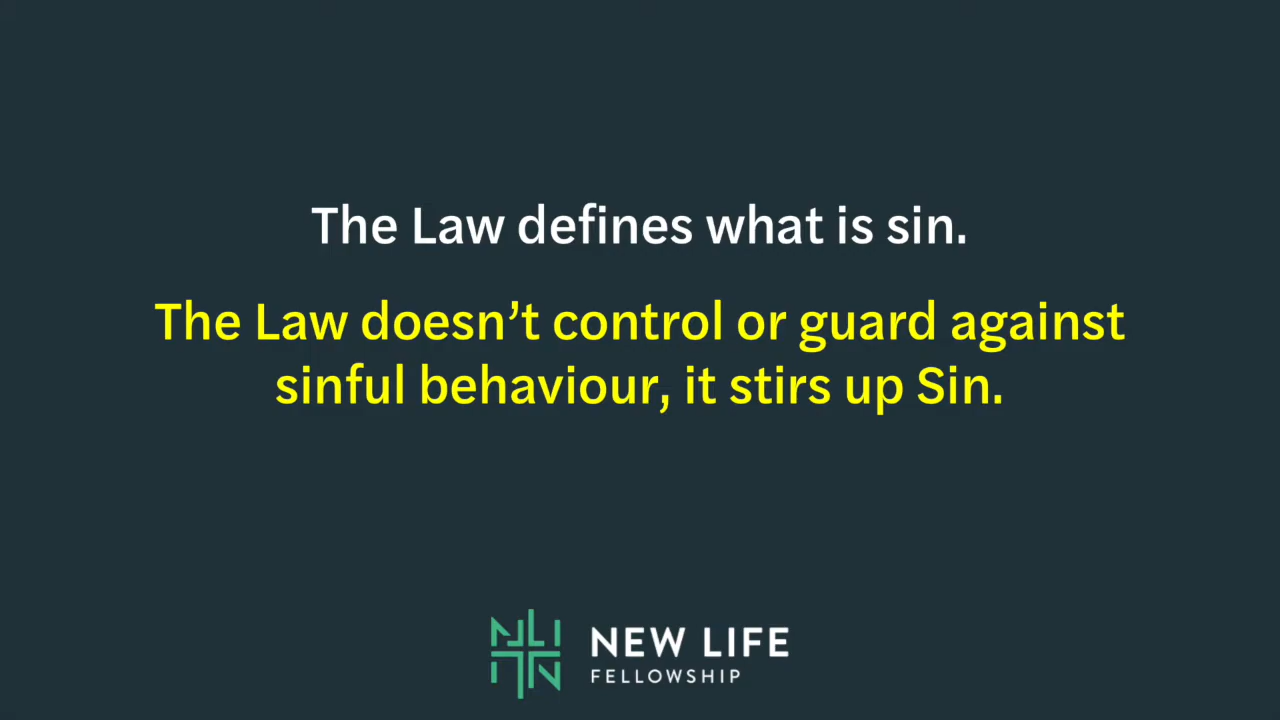 The Law defines what is sin.
The Law doesn’t control or guard against
sinful behaviour, it stirs up Sin.
NEW LIFE
FELLOWSHIP